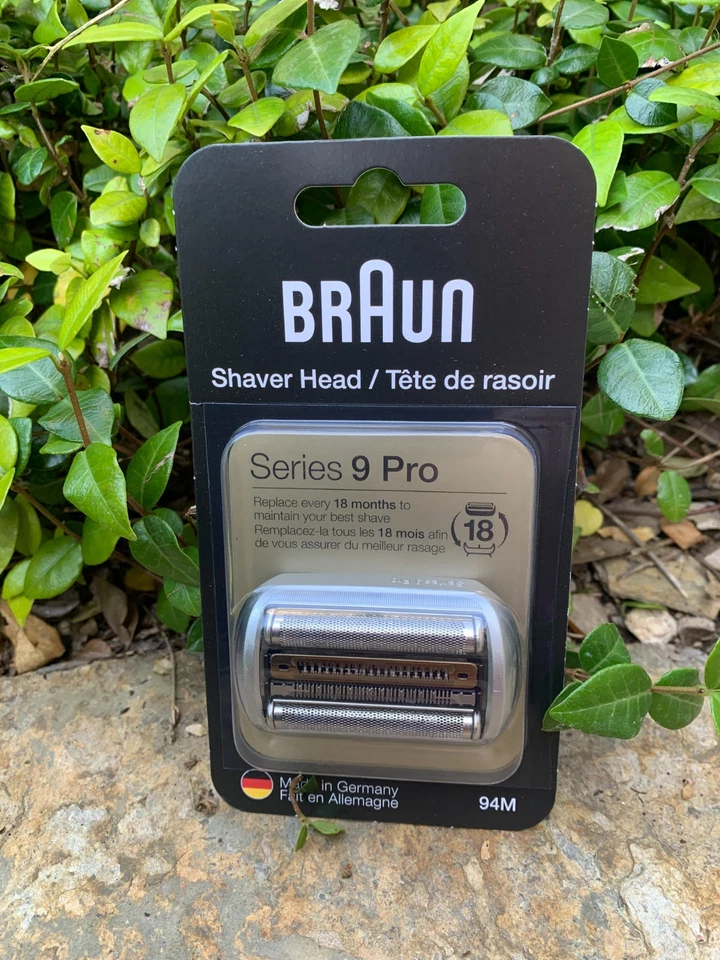 BRAUN
Shaver Head / Tête de rasoir
Series 9 Pro
Replace every 18 months to
maintain your best shave
Remplacez-la tous les 18 mois afin
de vous assurer du meilleur rasage
18
Made in Germany
Fait en Allemagne
94M